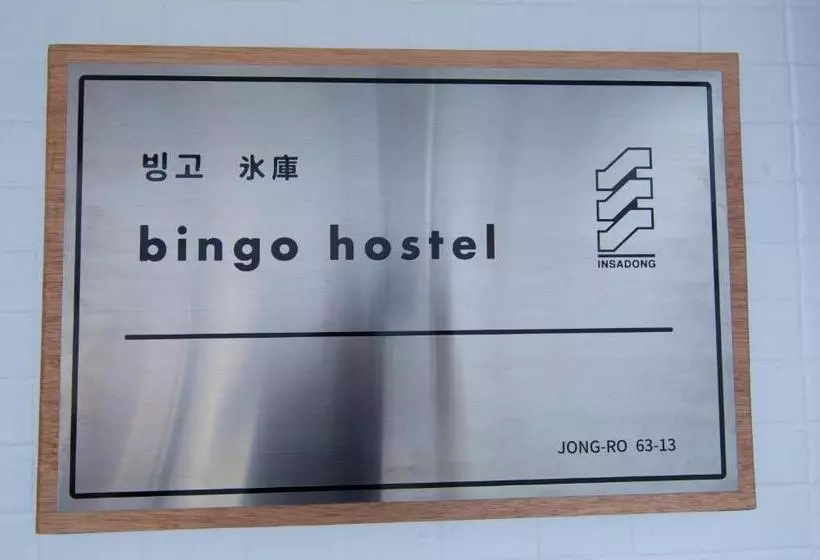 빙고 氷庫
bingo hostel
INSADONG
JONG-RO 63-13